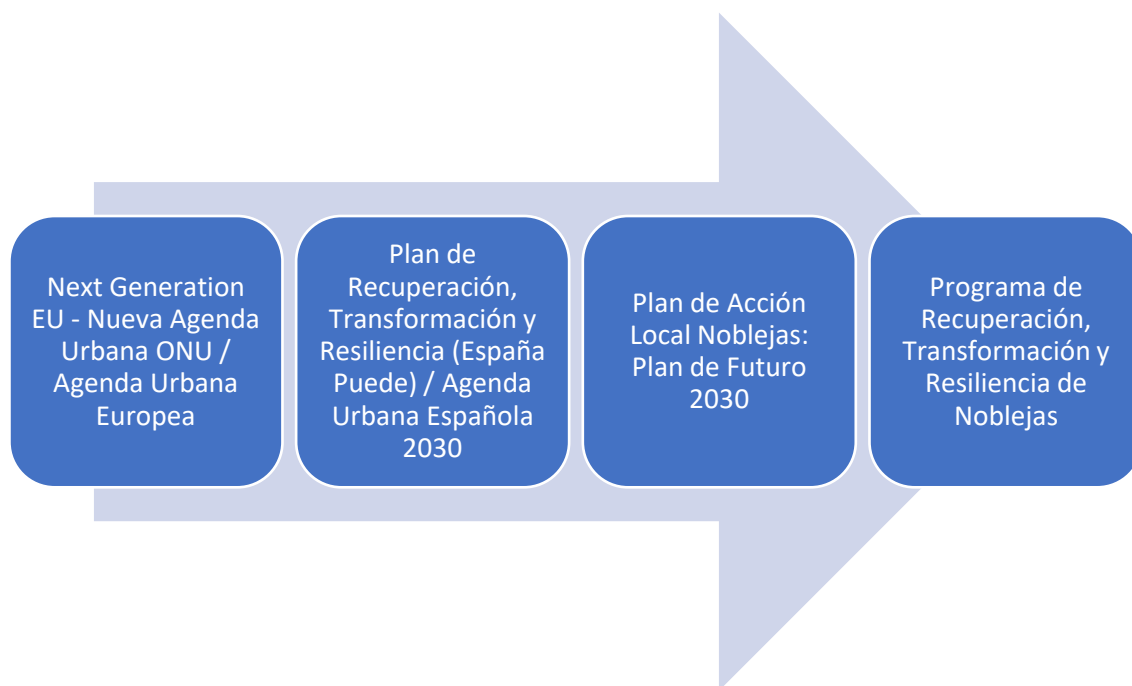 Next Generation
EU - Nueva Agenda
Urbana ONU /
Agenda Urbana
Europea
Plan de
Recuperación,
Transformación y
Resiliencia (España
Puede) / Agenda
Urbana Española
2030
Plan de Acción
Local Noblejas:
Plan de Futuro
2030
Programa de
Recuperación,
Transformación y
Resiliencia de
Noblejas